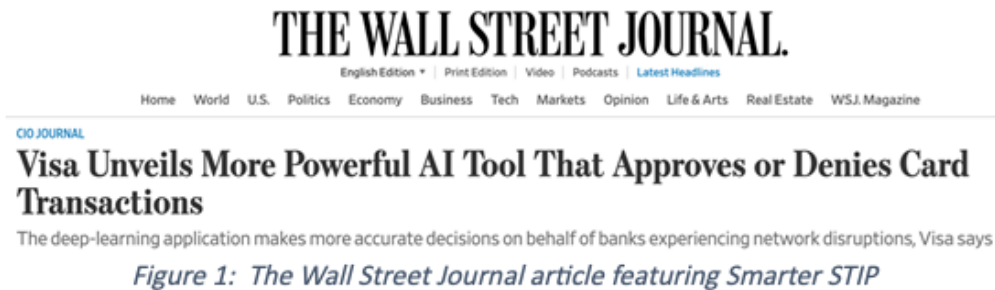 THE WALL STREET JOURNAL.
English Edition ▼ | Print Edition | Video | Podcasts | Latest Headlines
Home World U.S. Politics Economy Business Tech Markets Opinion Life & Arts Real Estate WSJ. Magazine
CIO JOURNAL
Visa Unveils More Powerful AI Tool That Approves or Denies Card
Transactions
The deep-learning application makes more accurate decisions on behalf of banks experiencing network disruptions, Visa says
Figure 1: The Wall Street Journal article featuring Smarter STIP